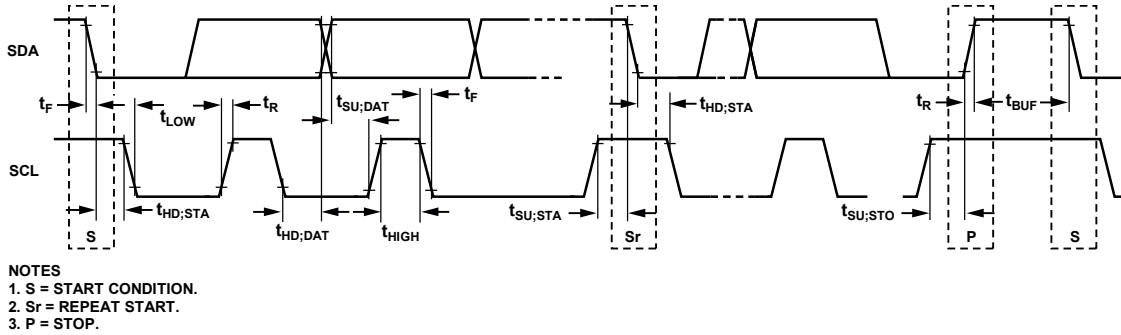 SDA
tF
tLOW
tR
tSU;DAT
tF
tHD;STA
tR
tBUF
SCL
tHD;STA
tHD;DAT
tHIGH
tSU;STA
tSU;STO
S
Sr
P
S
NOTES
1. S = START CONDITION.
2. Sr = REPEAT START.
3. P = STOP.